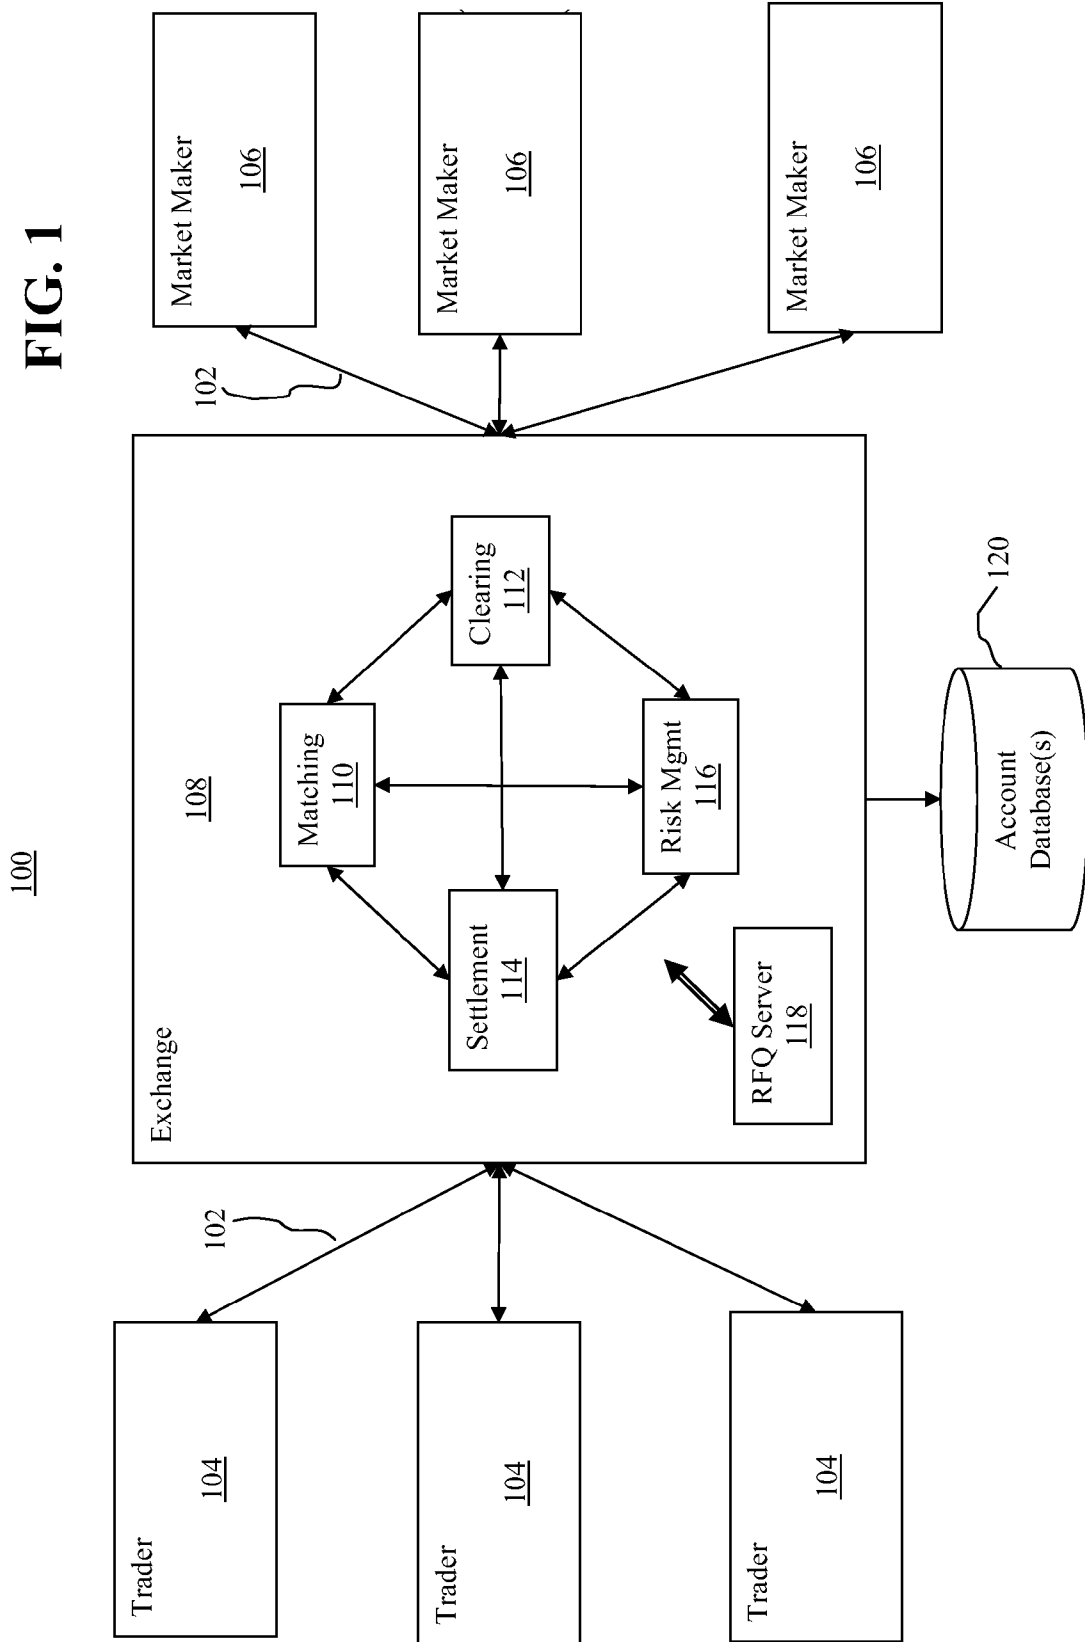 FIG. 1
100
Exchange
108
Matching
110
Clearing
112
Settlement
114
Risk Mgmt
116
RFQ Server
118
102
102
Trader
104
Trader
104
Trader
104
Market Maker
106
Market Maker
106
Market Maker
106
Account
Database(s)
120